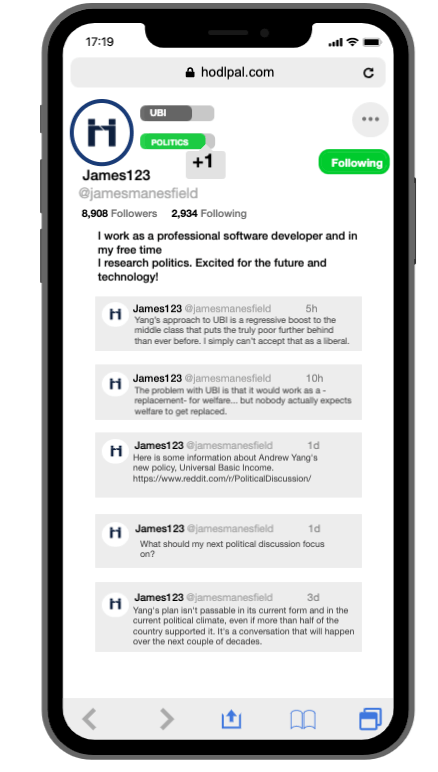 17:19
hodlpal.com
UBI
POLITICS
+1
Following
James123
@jamesmanesfield
8,908 Followers 2,934 Following
I work as a professional software developer and in
my free time
I research politics. Excited for the future and
technology!
James123 @jamesmanesfield 5h
Yang's approach to UBI is a regressive boost to the
middle class that puts the truly poor further behind
than ever before. I simply can't accept that as a liberal.
James123 @jamesmanesfield 10h
The problem with UBI is that it would work as a -
replacement- for welfare... but nobody actually expects
welfare to get replaced.
James123 @jamesmanesfield 1d
Here is some information about Andrew Yang's
new policy, Universal Basic Income.
https://www.reddit.com/r/PoliticalDiscussion/
James123 @jamesmanesfield 1d
What should my next political discussion focus
on?
James123 @jamesmanesfield 3d
Yang's plan isn't passable in its current form and in the
current political climate, even if more than half of the
country supported it. It's a conversation that will happen
over the next couple of decades.